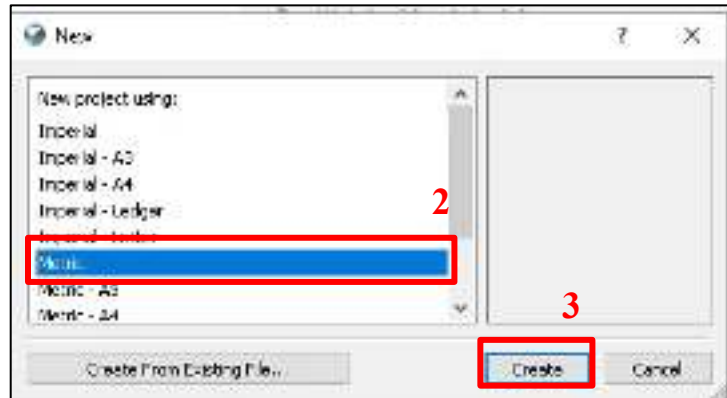 New
?
New project using:
Imperial
Imperial - A3
Imperial - A4
Imperial - Ledger
2
Metric
Metric - A3
Metric - A4
3
Create From Existing File...
Create
Cancel